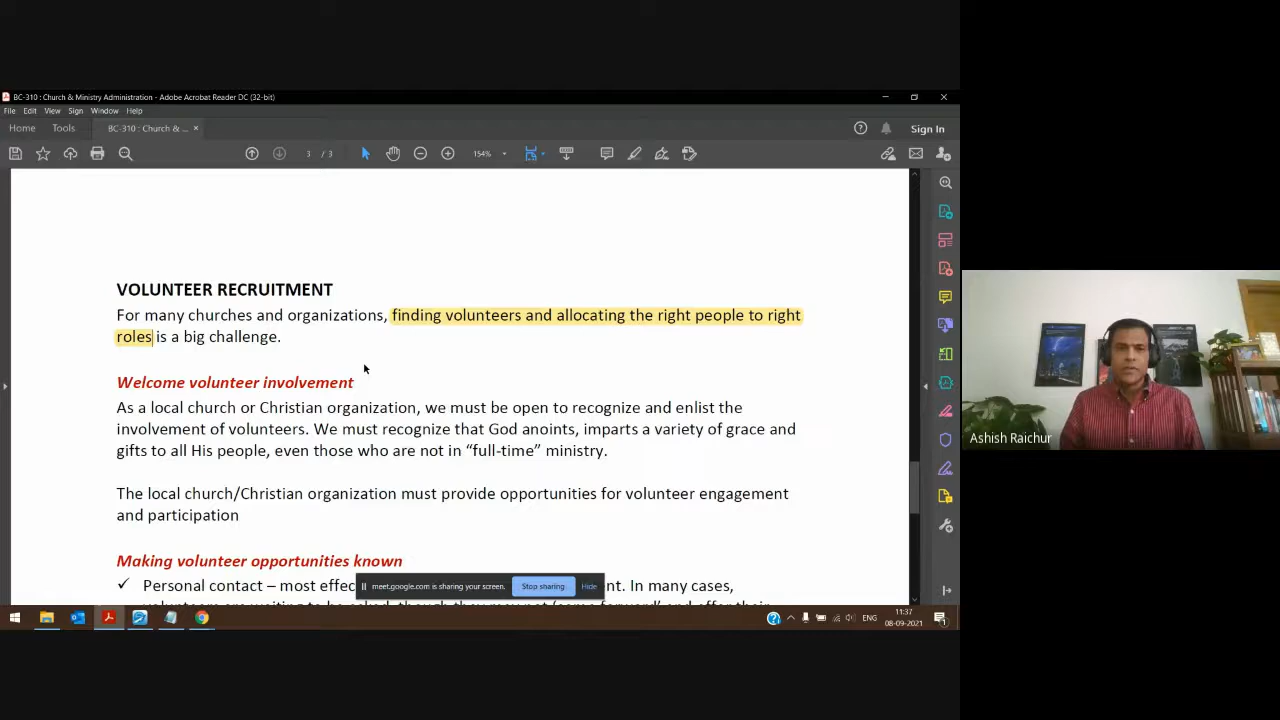 BC-310 : Church & Ministry Administration - Adobe Acrobat Reader DC (32-bit)
File Edit View Sign Window Help
Home Tools BC-310 : Church & ... × Sign In
3 / 3 154%
VOLUNTEER RECRUITMENT
For many churches and organizations, finding volunteers and allocating the right people to right
roles is a big challenge.
Welcome volunteer involvement
As a local church or Christian organization, we must be open to recognize and enlist the
involvement of volunteers. We must recognize that God anoints, imparts a variety of grace and
gifts to all His people, even those who are not in “full-time” ministry.
The local church/Christian organization must provide opportunities for volunteer engagement
and participation
Making volunteer opportunities known
✓ Personal contact – most effec
nt. In many cases,
meet.google.com is sharing your screen. Stop sharing Hide
ENG 11:37
08-09-2021
Ashish Raichur